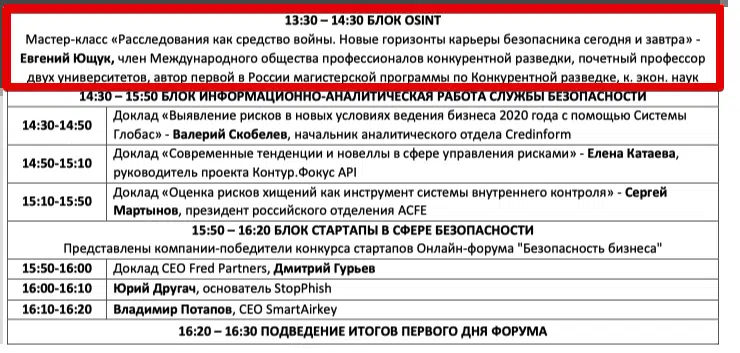 13:30 – 14:30 БЛОК OSINT
Мастер-класс «Расследования как средство войны. Новые горизонты карьеры безопасника сегодня и завтра» -
Евгений Ющук, член Международного общества профессионалов конкурентной разведки, почетный профессор
двух университетов, автор первой в России магистерской программы по Конкурентной разведке, к. экон. наук
14:30 – 15:50 БЛОК ИНФОРМАЦИОННО-АНАЛИТИЧЕСКАЯ РАБОТА СЛУЖБЫ БЕЗОПАСНОСТИ
14:30-14:50 Доклад «Выявление рисков в новых условиях ведения бизнеса 2020 года с помощью Системы
Глобас» - Валерий Скобелев, начальник аналитического отдела Credinform
14:50-15:10 Доклад «Современные тенденции и новеллы в сфере управления рисками» - Елена Катаева,
руководитель проекта Контур.Фокус API
15:10-15:50 Доклад «Оценка рисков хищений как инструмент системы внутреннего контроля» - Сергей
Мартынов, президент российского отделения ACFE
15:50 – 16:20 БЛОК СТАРТАПЫ В СФЕРЕ БЕЗОПАСНОСТИ
Представлены компании-победители конкурса стартапов Онлайн-форума "Безопасность бизнеса"
15:50-16:00 Доклад CEO Fred Partners, Дмитрий Гурьев
16:00-16:10 Юрий Другач, основатель StopPhish
16:10-16:20 Владимир Потапов, CEO SmartAirkey
16:20 – 16:30 ПОДВЕДЕНИЕ ИТОГОВ ПЕРВОГО ДНЯ ФОРУМА